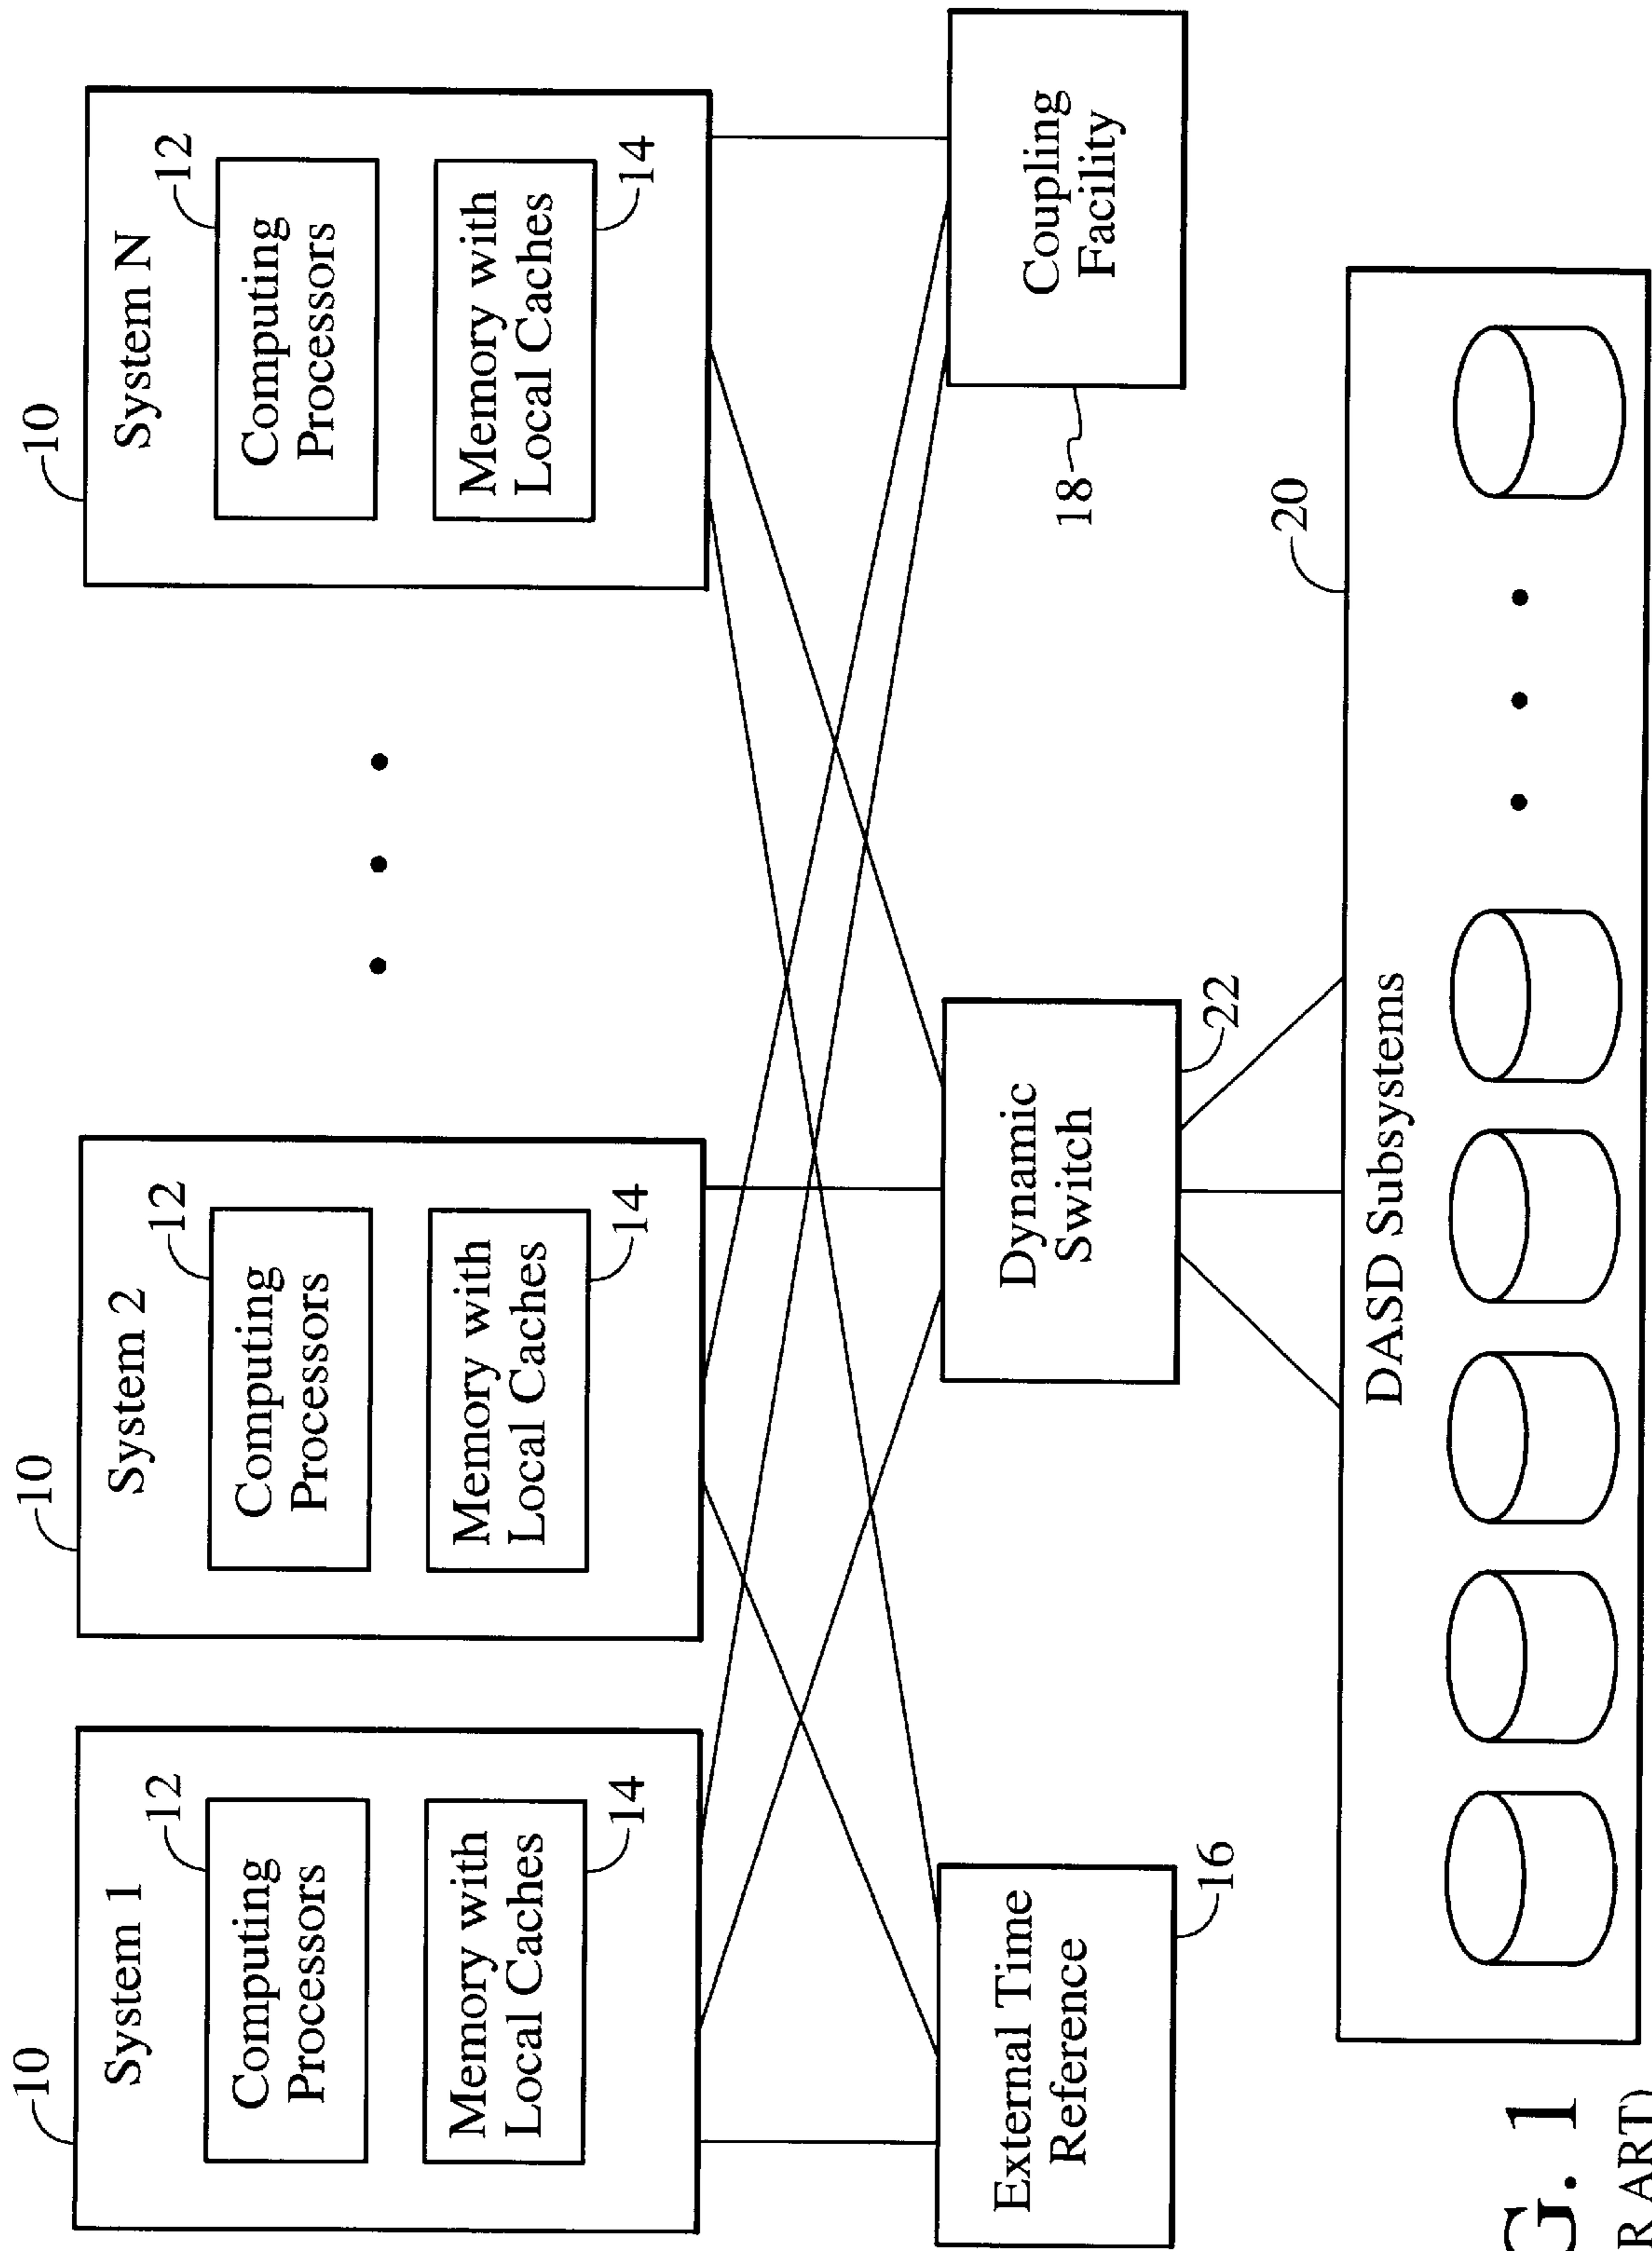 10
System 1
12
Computing
Processors
Memory with
Local Caches
14
10
System 2
12
Computing
Processors
Memory with
Local Caches
14
10
System N
12
Computing
Processors
Memory with
Local Caches
14
External Time
Reference
16
Dynamic
Switch
22
Coupling
Facility
18
20
DASD Subsystems
G. 1
R ART)